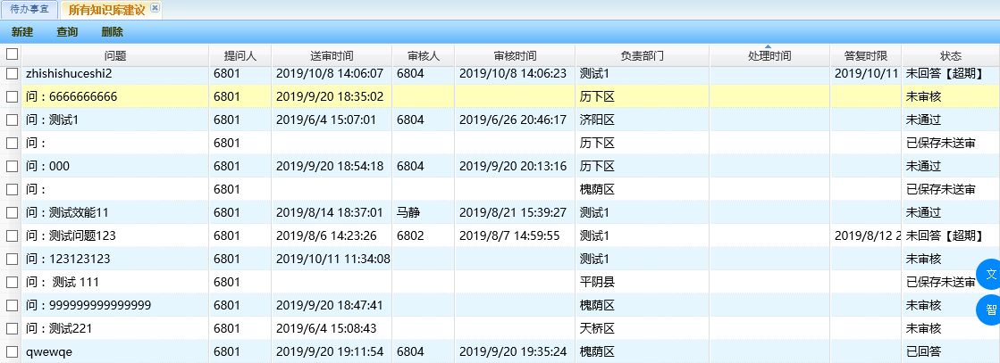 待办事宜 所有知识库建议
新建 查询 删除
问题 提问人 送审时间 审核人 审核时间 负责部门 处理时间 答复时限 状态
zhishishuceshi2 6801 2019/10/8 14:06:07 6804 2019/10/8 14:06:23 测试1 2019/10/11 未回答【超期】
问：6666666666 6801 2019/9/20 18:35:02 历下区 未审核
问：测试1 6801 2019/6/4 15:07:01 6804 2019/6/26 20:46:17 济阳区 未通过
问： 6801 历下区 已保存未送审
问：000 6801 2019/9/20 18:54:18 6804 2019/9/20 20:13:16 历下区 未通过
问： 6801 槐荫区 已保存未送审
问：测试效能11 6801 2019/8/14 18:37:01 马静 2019/8/21 15:39:27 测试1 未通过
问：测试问题123 6801 2019/8/6 14:23:26 6802 2019/8/7 14:59:55 测试1 2019/8/12 2 未回答【超期】
问：123123123 6801 2019/10/11 11:34:08 测试1 未审核
问： 测试 111 6801 平阴县 已保存未送审
文
问：999999999999999 6801 2019/9/20 18:47:41 槐荫区 未审核
智
问：测试221 6801 2019/6/4 15:08:43 天桥区 未审核
qwewqe 6801 2019/9/20 19:11:54 6804 2019/9/20 19:35:24 槐荫区 已回答